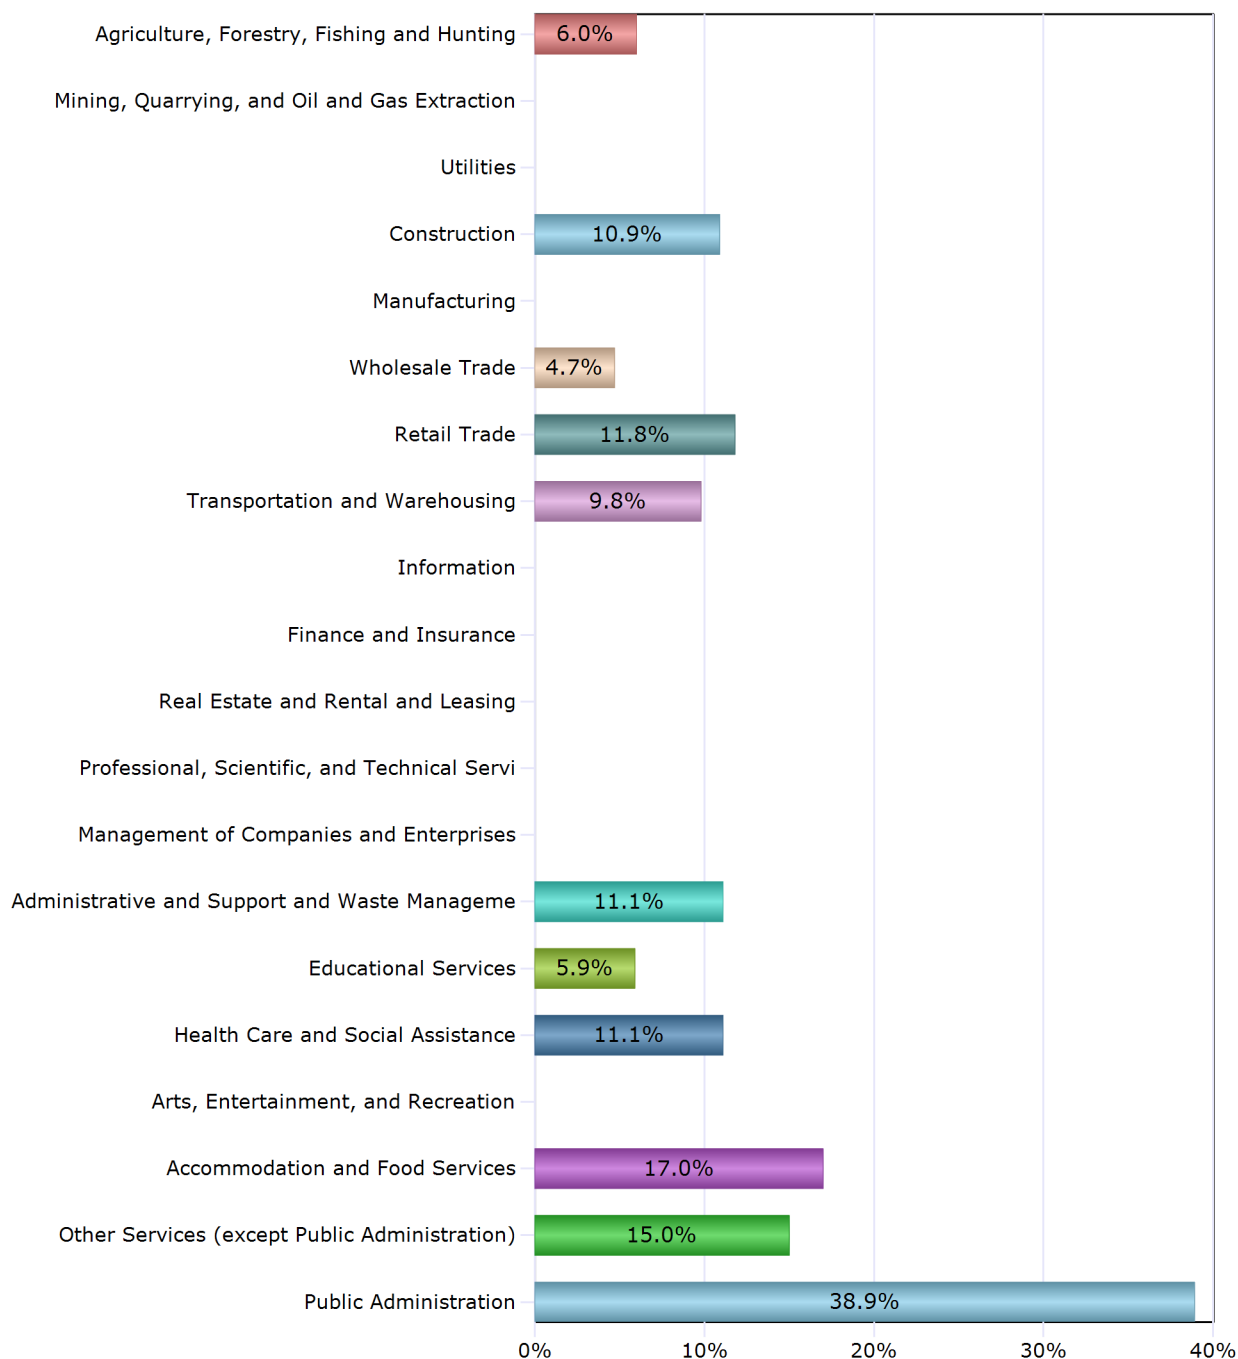 Agriculture, Forestry, Fishing and Hunting 6.0%
Mining, Quarrying, and Oil and Gas Extraction
Utilities
Construction 10.9%
Manufacturing
Wholesale Trade 4.7%
Retail Trade 11.8%
Transportation and Warehousing 9.8%
Information
Finance and Insurance
Real Estate and Rental and Leasing
Professional, Scientific, and Technical Servi
Management of Companies and Enterprises
Administrative and Support and Waste Manageme 11.1%
Educational Services 5.9%
Health Care and Social Assistance 11.1%
Arts, Entertainment, and Recreation
Accommodation and Food Services 17.0%
Other Services (except Public Administration) 15.0%
Public Administration 38.9%
0% 10% 20% 30% 40%